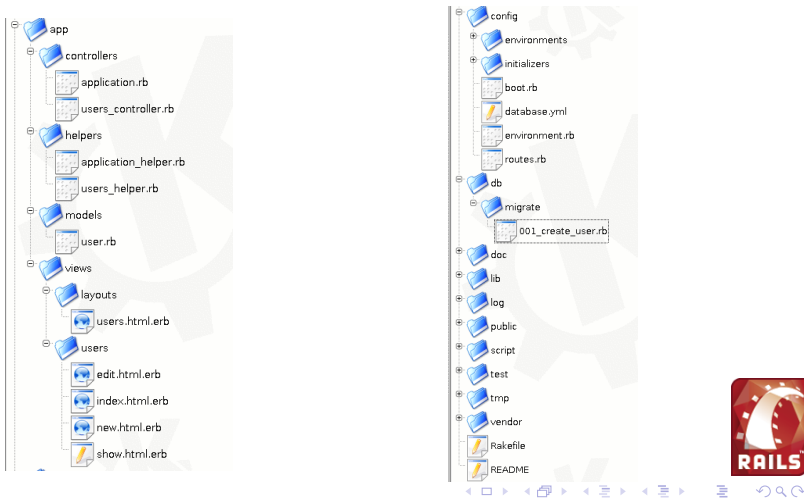 app
controllers
application.rb
users_controller.rb
helpers
application_helper.rb
users_helper.rb
models
user.rb
views
layouts
users.html.erb
users
edit.html.erb
index.html.erb
new.html.erb
show.html.erb
config
environments
initializers
boot.rb
database.yml
environment.rb
routes.rb
db
migrate
001_create_user.rb
doc
lib
log
public
script
test
tmp
vendor
Rakefile
README
RAILS